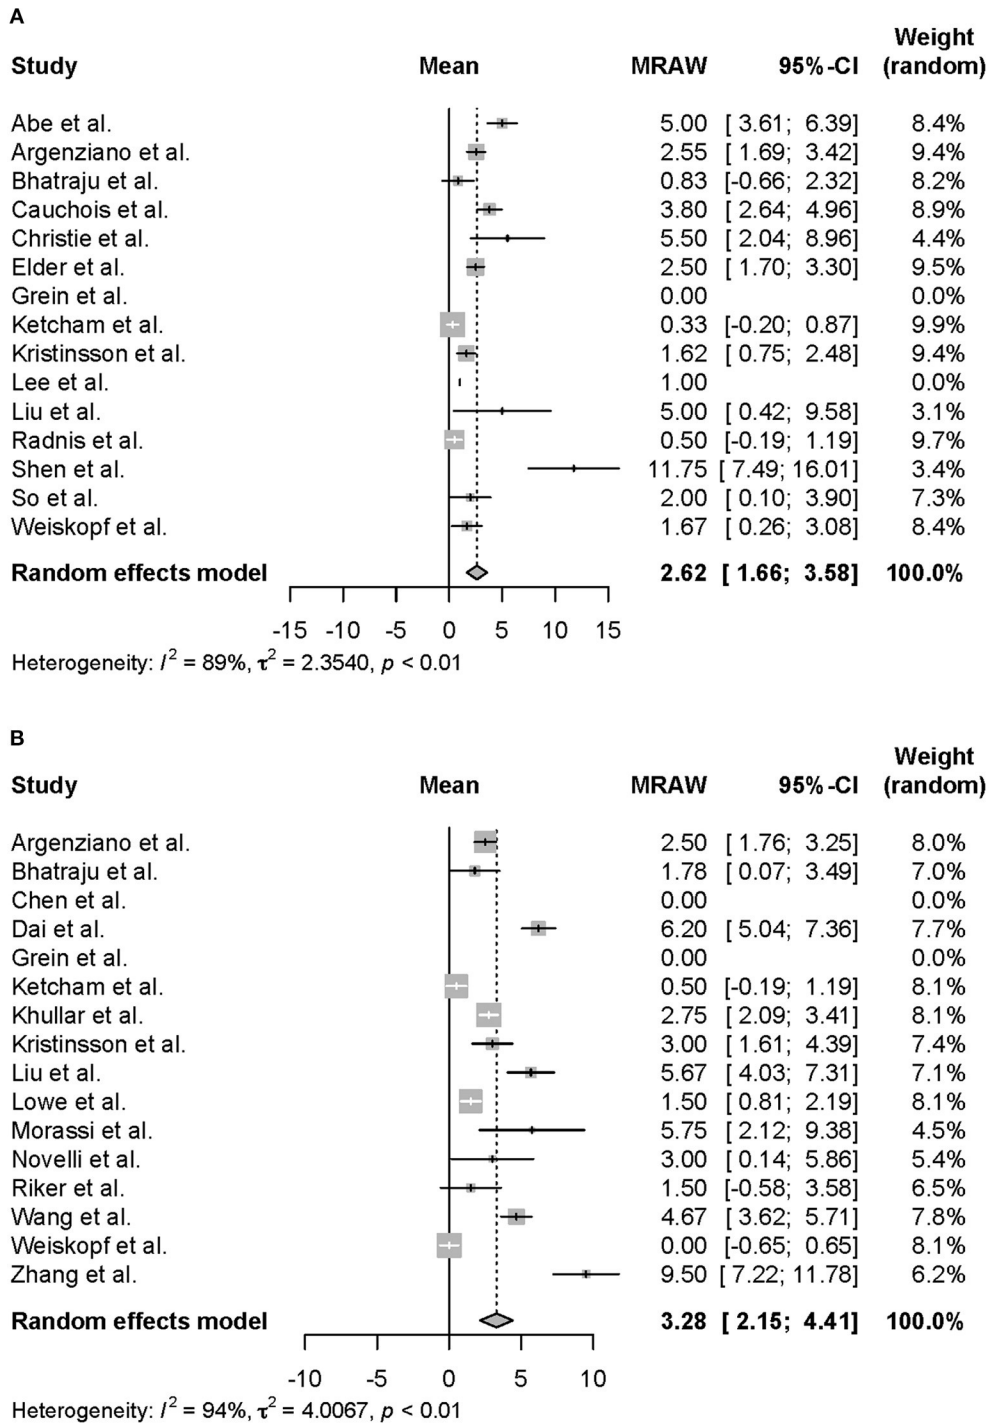 A
Weight
Study Mean MRAW 95%-CI (random)
Abe et al. 5.00 [ 3.61; 6.39] 8.4%
Argenziano et al. 2.55 [ 1.69; 3.42] 9.4%
Bhatraju et al. 0.83 [-0.66; 2.32] 8.2%
Cauchois et al. 3.80 [ 2.64; 4.96] 8.9%
Christie et al. 5.50 [ 2.04; 8.96] 4.4%
Elder et al. 2.50 [ 1.70; 3.30] 9.5%
Grein et al. 0.00 0.0%
Ketcham et al. 0.33 [-0.20; 0.87] 9.9%
Kristinsson et al. 1.62 [ 0.75; 2.48] 9.4%
Lee et al. 1.00 0.0%
Liu et al. 5.00 [ 0.42; 9.58] 3.1%
Radnis et al. 0.50 [-0.19; 1.19] 9.7%
Shen et al. 11.75 [ 7.49; 16.01] 3.4%
So et al. 2.00 [ 0.10; 3.90] 7.3%
Weiskopf et al. 1.67 [ 0.26; 3.08] 8.4%
Random effects model 2.62 [ 1.66; 3.58] 100.0%
-15 -10 -5 0 5 10 15
Heterogeneity: I² = 89%, τ² = 2.3540, p < 0.01
B
Weight
Study Mean MRAW 95%-CI (random)
Argenziano et al. 2.50 [ 1.76; 3.25] 8.0%
Bhatraju et al. 1.78 [ 0.07; 3.49] 7.0%
Chen et al. 0.00 0.0%
Dai et al. 6.20 [ 5.04; 7.36] 7.7%
Grein et al. 0.00 0.0%
Ketcham et al. 0.50 [-0.19; 1.19] 8.1%
Khullar et al. 2.75 [ 2.09; 3.41] 8.1%
Kristinsson et al. 3.00 [ 1.61; 4.39] 7.4%
Liu et al. 5.67 [ 4.03; 7.31] 7.1%
Lowe et al. 1.50 [ 0.81; 2.19] 8.1%
Morassi et al. 5.75 [ 2.12; 9.38] 4.5%
Novelli et al. 3.00 [ 0.14; 5.86] 5.4%
Riker et al. 1.50 [-0.58; 3.58] 6.5%
Wang et al. 4.67 [ 3.62; 5.71] 7.8%
Weiskopf et al. 0.00 [-0.65; 0.65] 8.1%
Zhang et al. 9.50 [ 7.22; 11.78] 6.2%
Random effects model 3.28 [ 2.15; 4.41] 100.0%
-10 -5 0 5 10
Heterogeneity: I² = 94%, τ² = 4.0067, p < 0.01